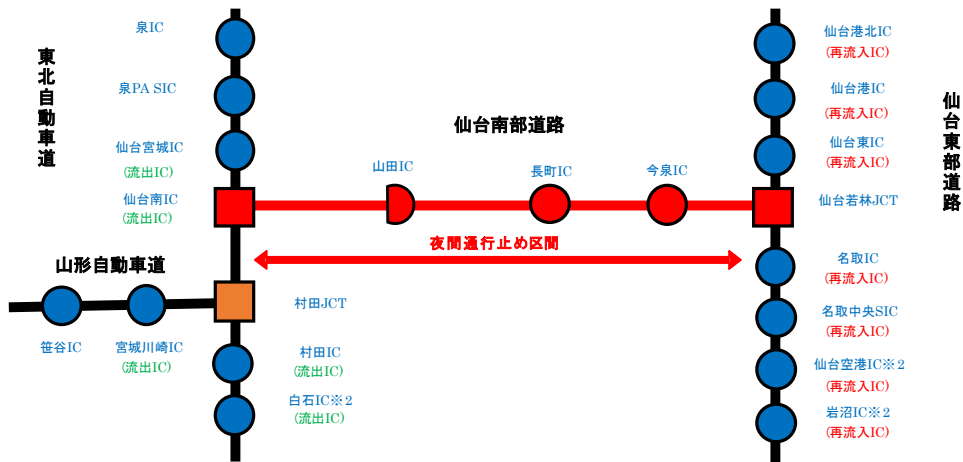 東北自動車道
泉IC
泉PA SIC
仙台宮城IC
(流出IC)
仙台南IC
(流出IC)
山形自動車道
笹谷IC
宮城川崎IC
(流出IC)
村田JCT
村田IC
(流出IC)
白石IC※2
(流出IC)
仙台南部道路
山田IC
長町IC
今泉IC
夜間通行止め区間
仙台東部道路
仙台港北IC
(再流入IC)
仙台港IC
(再流入IC)
仙台東IC
(再流入IC)
仙台若林JCT
名取IC
(再流入IC)
名取中央SIC
(再流入IC)
仙台空港IC※2
(再流入IC)
岩沼IC※2
(再流入IC)